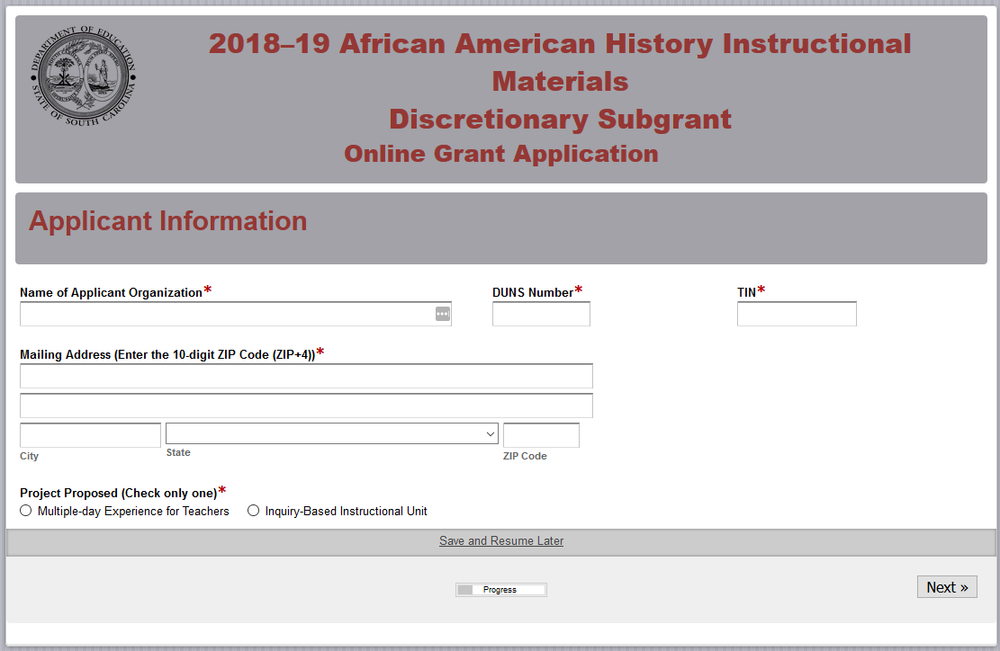 DEPARTMENT OF EDUCATION
STATE OF SOUTH CAROLINA
2018–19 African American History Instructional
Materials
Discretionary Subgrant
Online Grant Application
Applicant Information
Name of Applicant Organization* DUNS Number* TIN*
Mailing Address (Enter the 10-digit ZIP Code (ZIP+4))*
City State ZIP Code
Project Proposed (Check only one)*
Multiple-day Experience for Teachers Inquiry-Based Instructional Unit
Save and Resume Later
Progress
Next »